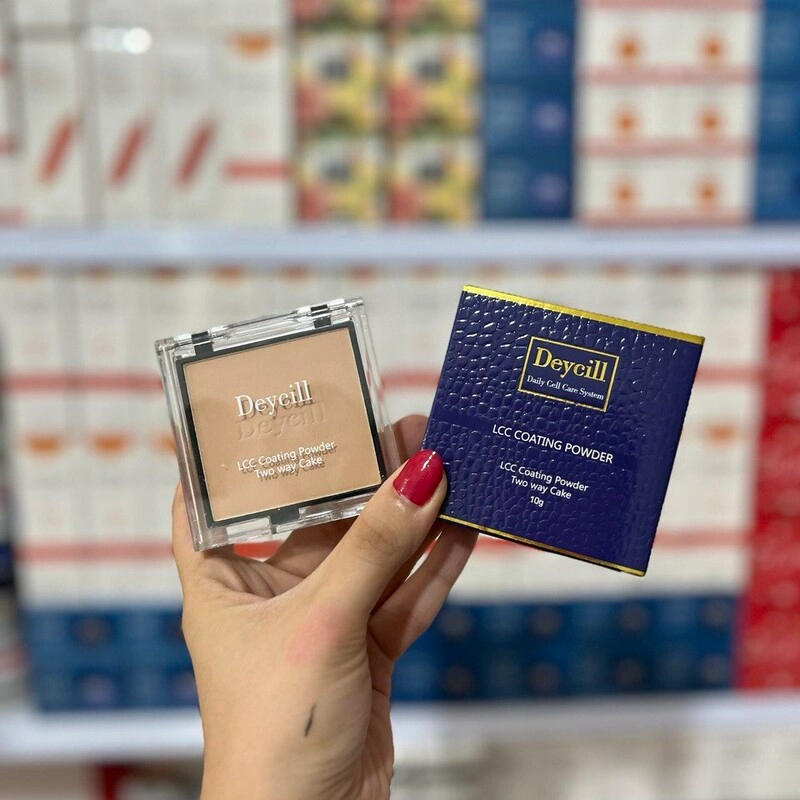 Deycill
LCC Coating Powder
Two way Cake
Deycill
Daily Cell Care System
LCC COATING POWDER
LCC Coating Powder
Two way Cake
10g